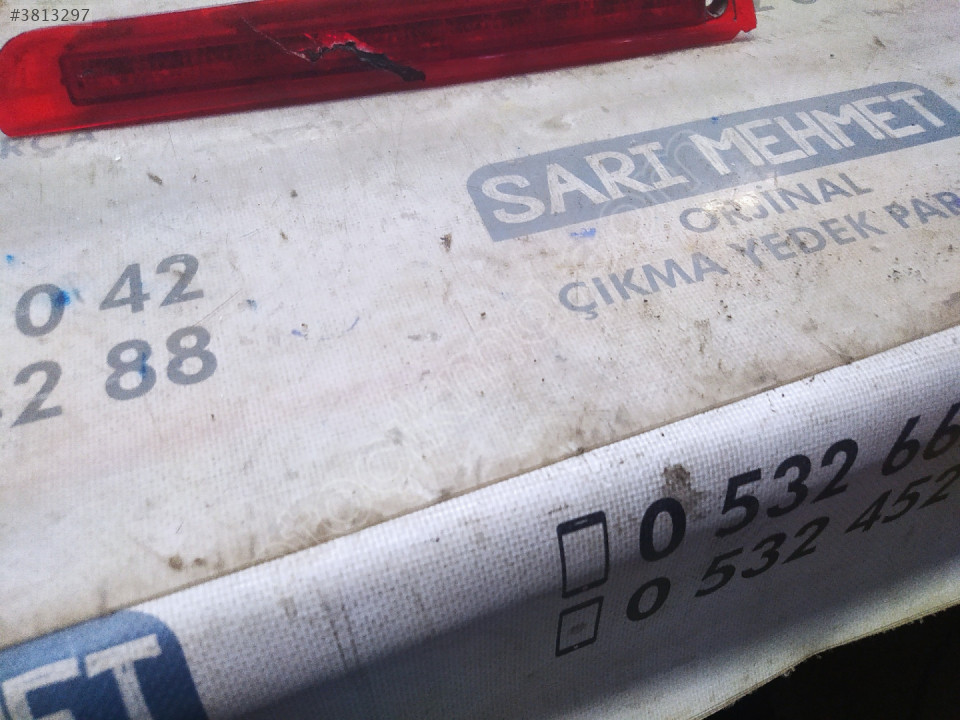 #3813297
SARI MEHMET
ORJİNAL
ÇIKMA YEDEK PAR
0 42
2 88
0 532 66
0 532 452
ET